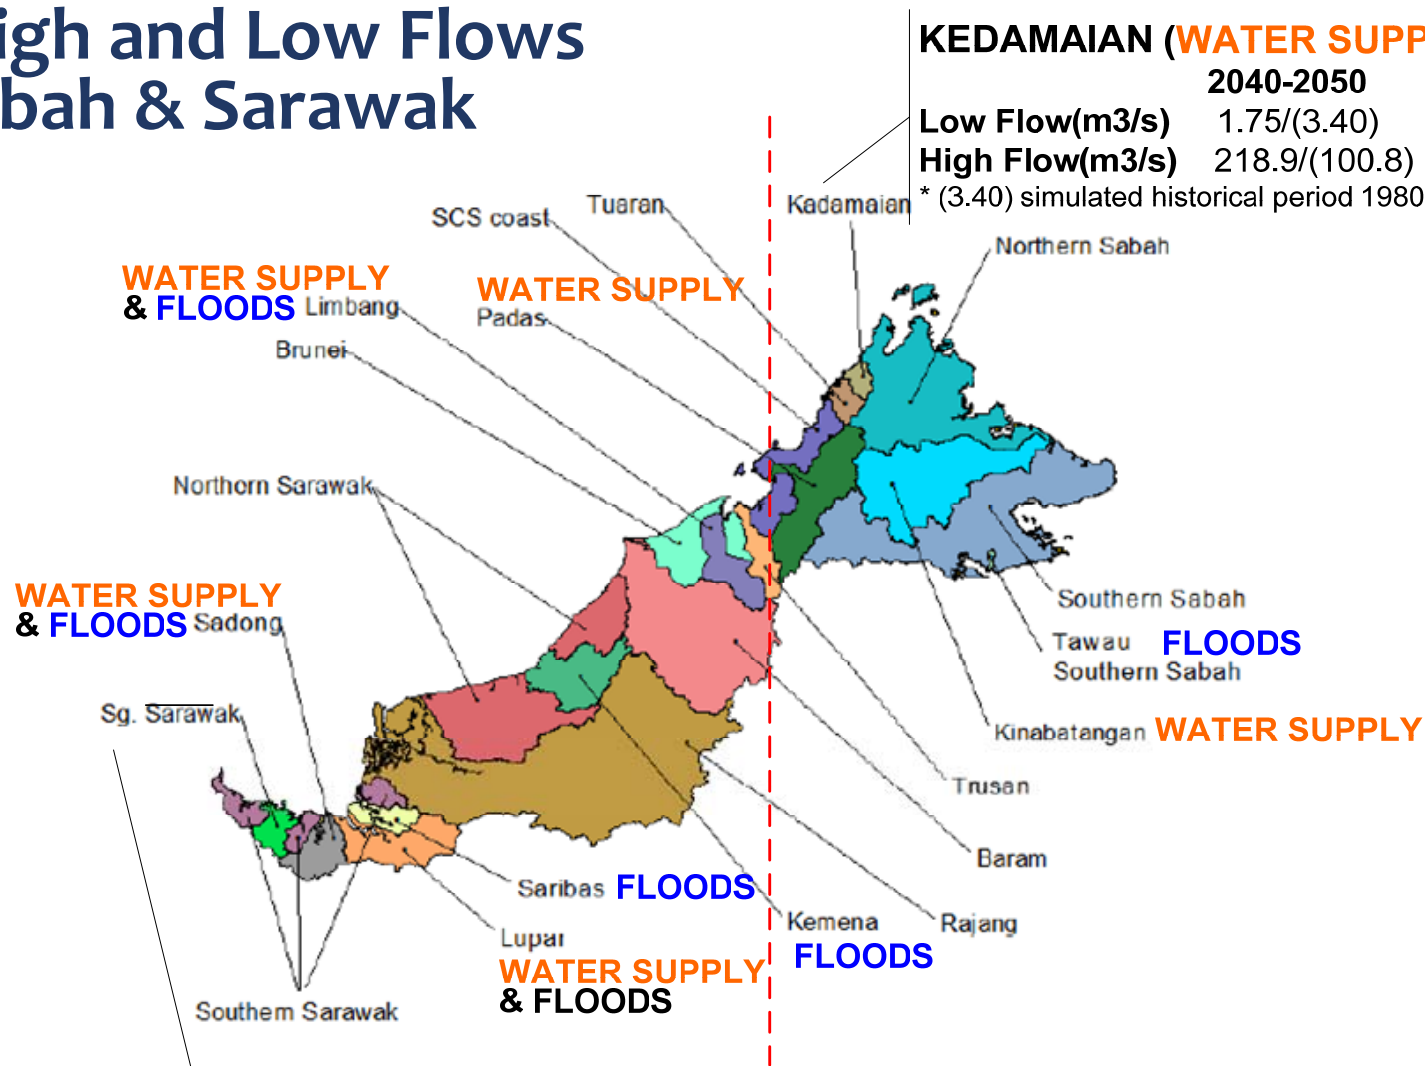 igh and Low Flows
bah & Sarawak
KEDAMAIAN (WATER SUPP
2040-2050
Low Flow(m3/s) 1.75/(3.40)
High Flow(m3/s) 218.9/(100.8)
* (3.40) simulated historical period 1980
SCS coast
Tuaran
Kadamaian
Northern Sabah
WATER SUPPLY
& FLOODS Limbang
WATER SUPPLY
Padas
Brunei
Northern Sarawak
WATER SUPPLY
& FLOODS Sadong
Sg. Sarawak
Southern Sabah
Tawau FLOODS
Southern Sabah
Kinabatangan WATER SUPPLY
Trusan
Baram
Saribas FLOODS
Kemena
FLOODS
Rajang
Lupar
WATER SUPPLY
& FLOODS
Southern Sarawak